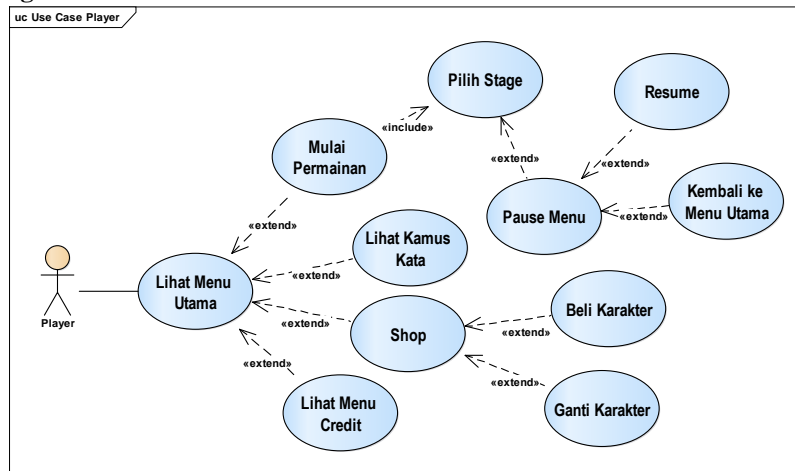 uc Use Case Player
Pilih Stage
Resume
«include»
Mulai
Permainan
«extend»
«extend»
Kembali ke
Menu Utama
Pause Menu
«extend»
«extend»
Lihat Kamus
Kata
«extend»
Lihat Menu
Utama
Player
Beli Karakter
«extend»
Shop
«extend»
«extend»
«extend»
Lihat Menu
Credit
Ganti Karakter